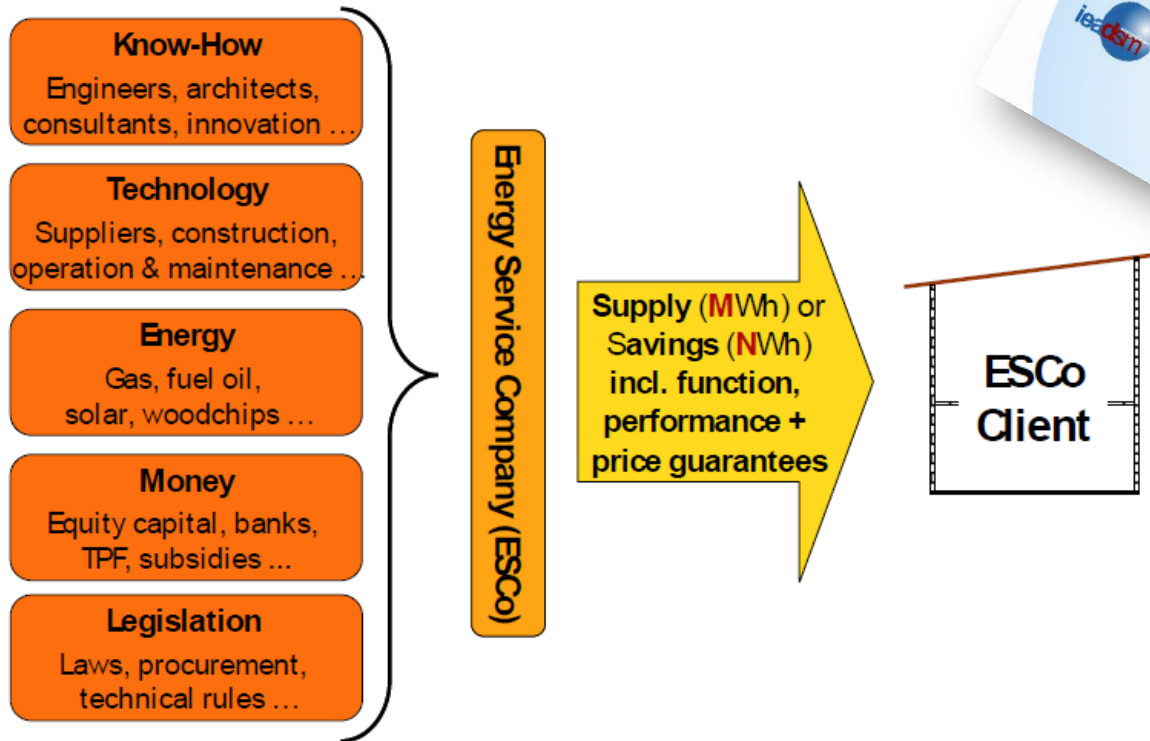 Know-How
Engineers, architects,
consultants, innovation ...
Technology
Suppliers, construction,
operation & maintenance ...
Energy
Gas, fuel oil,
solar, woodchips ...
Money
Equity capital, banks,
TPF, subsidies ...
Legislation
Laws, procurement,
technical rules ...
Energy Service Company (ESCo)
Supply (MWh) or
Savings (NWh)
incl. function,
performance +
price guarantees
ESCo
Client
ieadsm